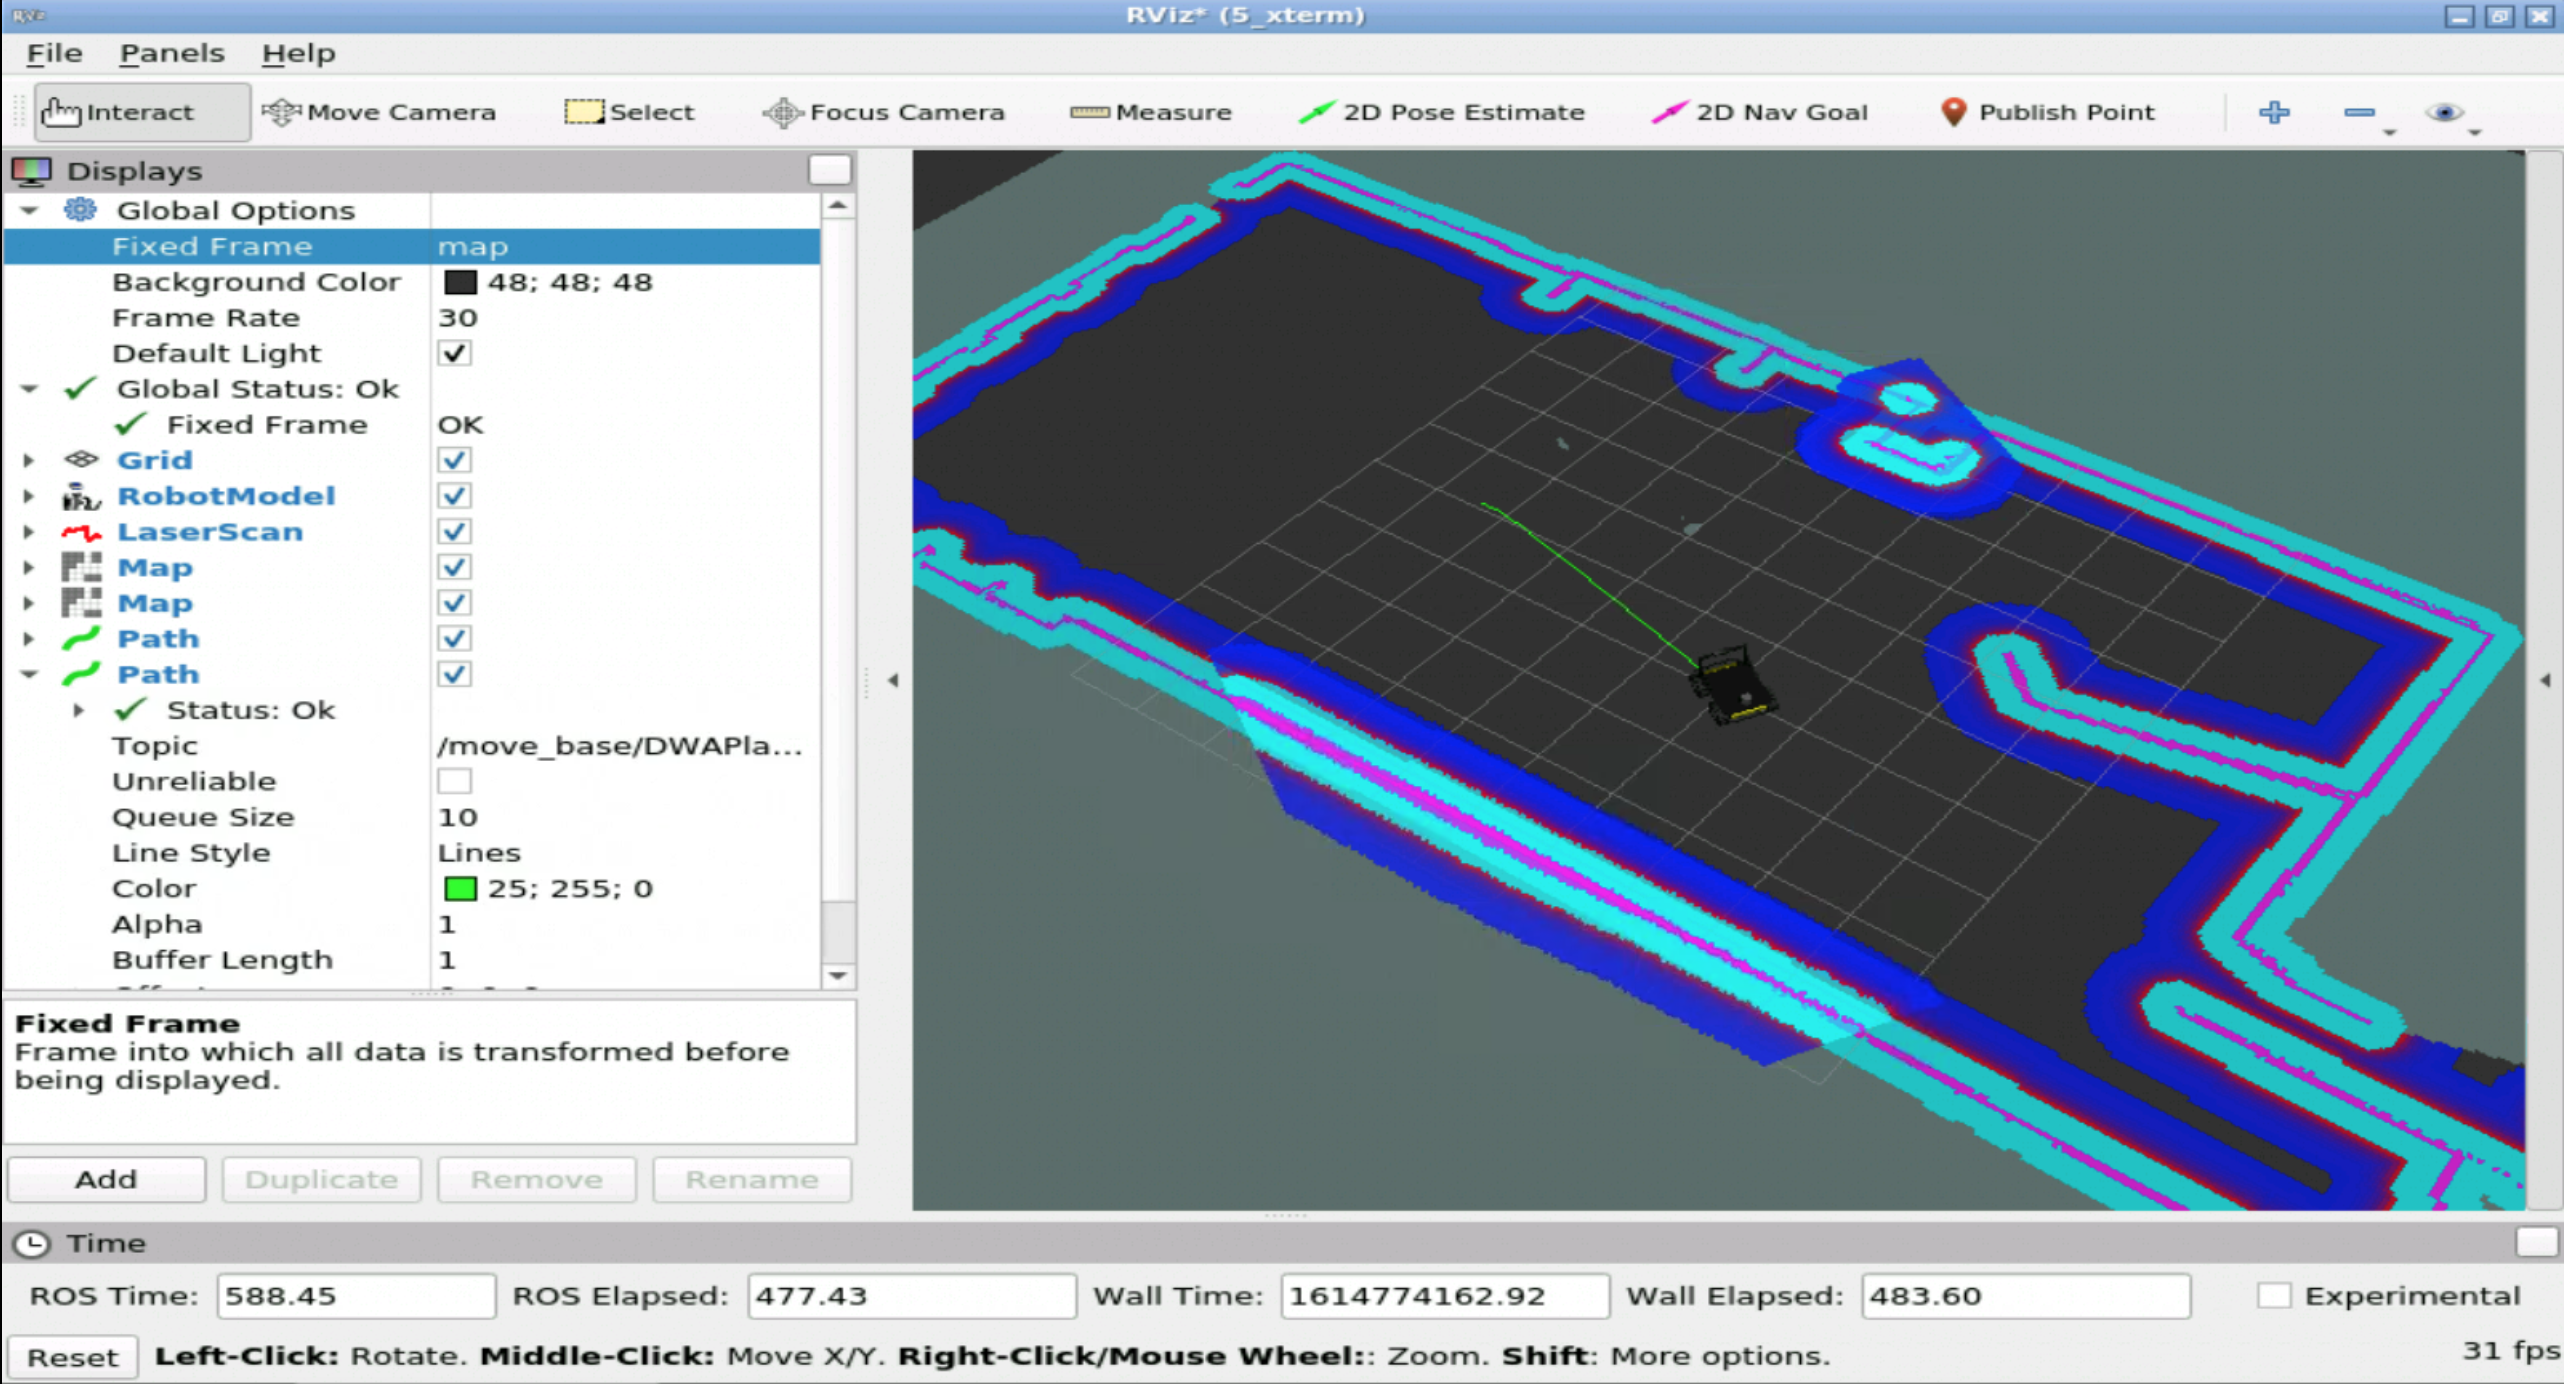 RViz
RViz* (5_xterm)
File Panels Help
Interact Move Camera Select Focus Camera Measure 2D Pose Estimate 2D Nav Goal Publish Point
Displays
Global Options
Fixed Frame map
Background Color 48; 48; 48
Frame Rate 30
Default Light
Global Status: Ok
Fixed Frame OK
Grid
RobotModel
LaserScan
Map
Map
Path
Path
Status: Ok
Topic /move_base/DWAPla...
Unreliable
Queue Size 10
Line Style Lines
Color 25; 255; 0
Alpha 1
Buffer Length 1
Fixed Frame
Frame into which all data is transformed before
being displayed.
Add Duplicate Remove Rename
Time
ROS Time: 588.45 ROS Elapsed: 477.43 Wall Time: 1614774162.92 Wall Elapsed: 483.60 Experimental
Reset Left-Click: Rotate. Middle-Click: Move X/Y. Right-Click/Mouse Wheel:: Zoom. Shift: More options. 31 fps